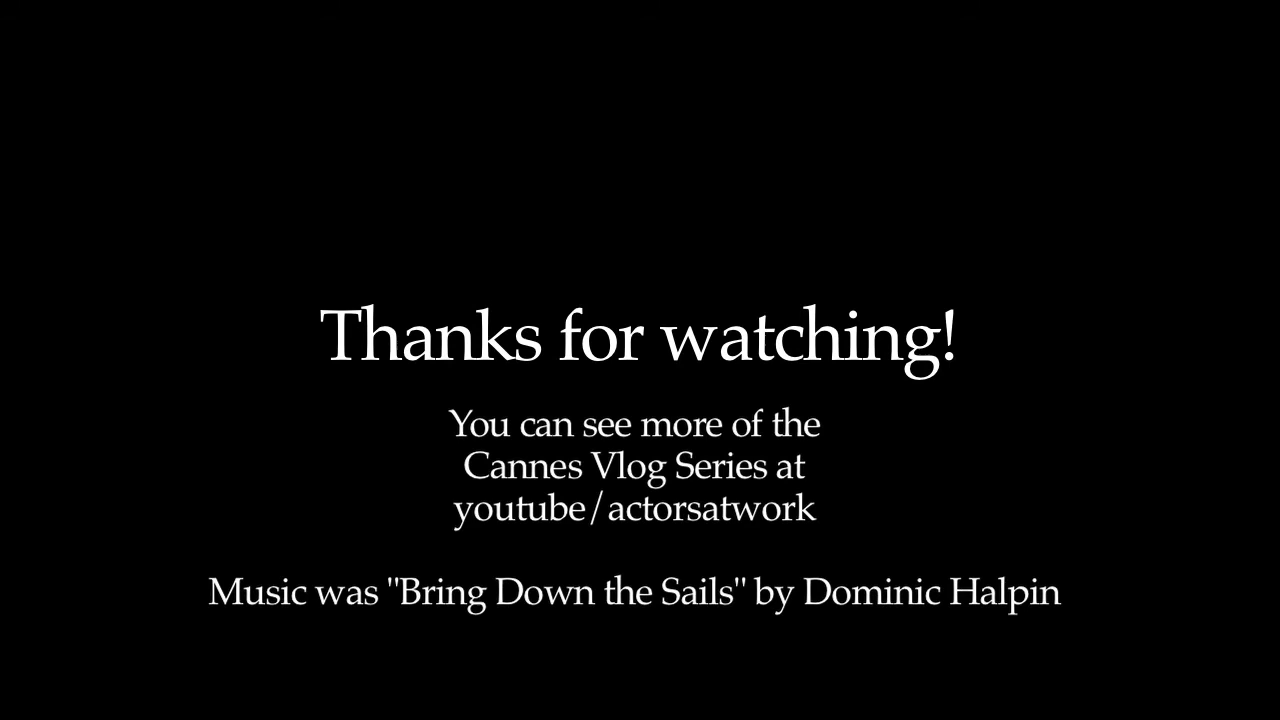 Thanks for watching!
You can see more of the
Cannes Vlog Series at
youtube/actorsatwork
Music was "Bring Down the Sails" by Dominic Halpin